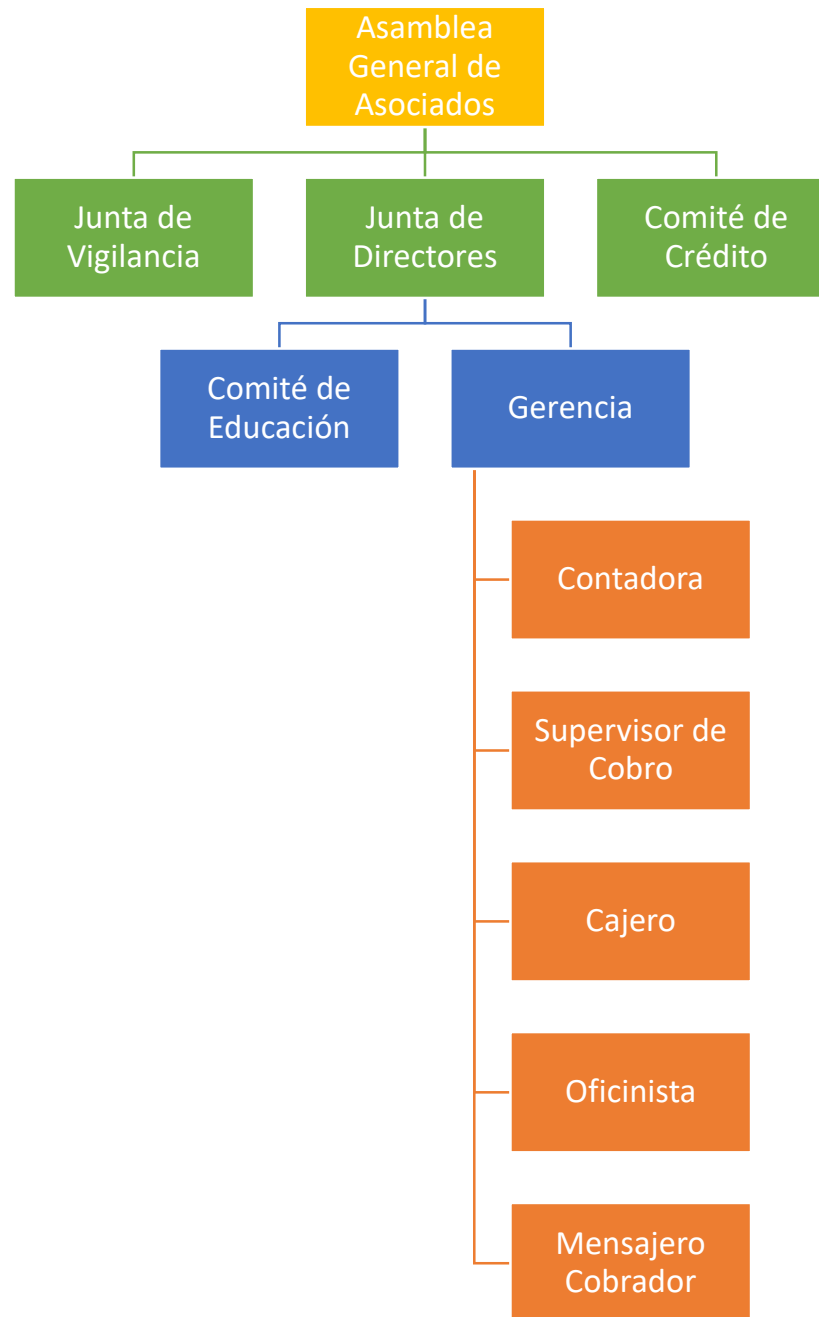 Asamblea
General de
Asociados
Junta de
Vigilancia
Junta de
Directores
Comité de
Crédito
Comité de
Educación
Gerencia
Contadora
Supervisor de
Cobro
Cajero
Oficinista
Mensajero
Cobrador